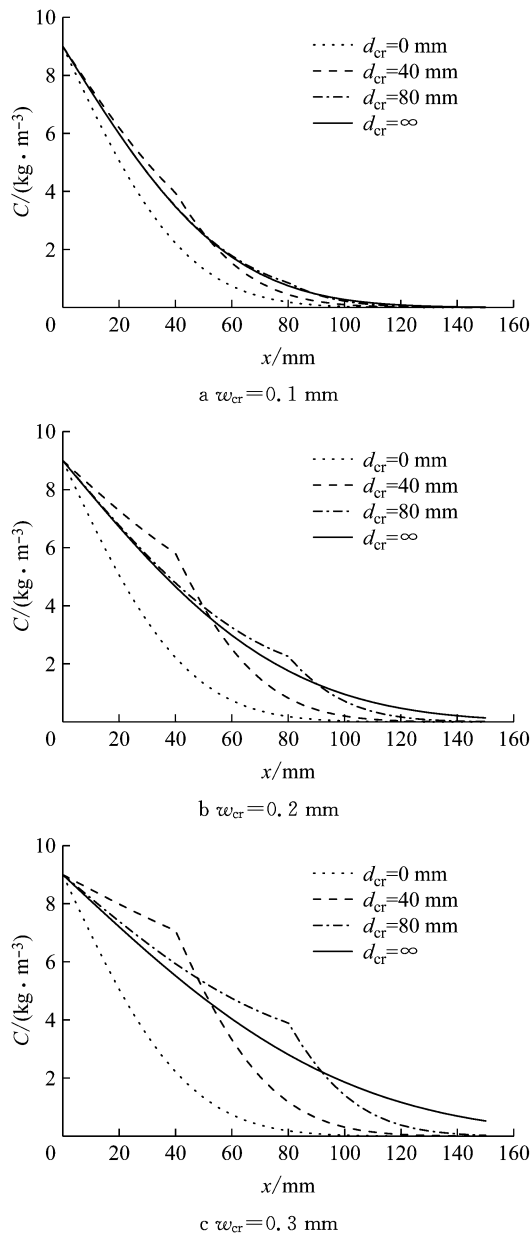 10
8
6
4
2
0
20
40
60
80
100
120
140
160
C/(kg·m⁻³)
x/mm
d_cr=0 mm
d_cr=40 mm
d_cr=80 mm
d_cr=∞
a w_cr=0.1 mm
10
8
6
4
2
0
20
40
60
80
100
120
140
160
C/(kg·m⁻³)
x/mm
d_cr=0 mm
d_cr=40 mm
d_cr=80 mm
d_cr=∞
b w_cr=0.2 mm
10
8
6
4
2
0
20
40
60
80
100
120
140
160
C/(kg·m⁻³)
x/mm
d_cr=0 mm
d_cr=40 mm
d_cr=80 mm
d_cr=∞
c w_cr=0.3 mm